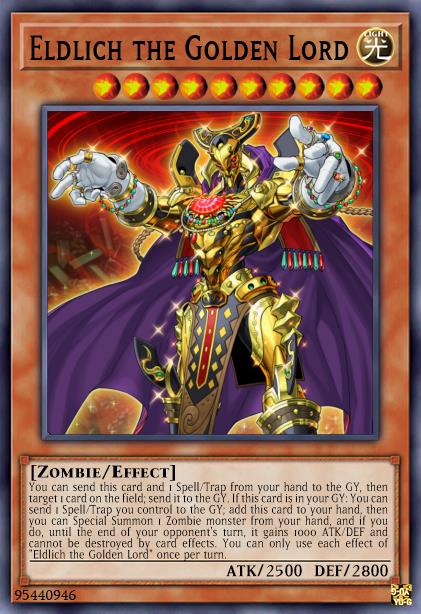 Eldlich the Golden Lord
LIGHT
光
[Zombie/Effect]
You can send this card and 1 Spell/Trap from your hand to the GY, then
target 1 card on the field; send it to the GY. If this card is in your GY: You can
send 1 Spell/Trap you control to the GY; add this card to your hand, then
you can Special Summon 1 Zombie monster from your hand, and if you
do, until the end of your opponent's turn, it gains 1000 ATK/DEF and
cannot be destroyed by card effects. You can only use each effect of
"Eldlich the Golden Lord" once per turn.
ATK/2500 DEF/2800
95440946